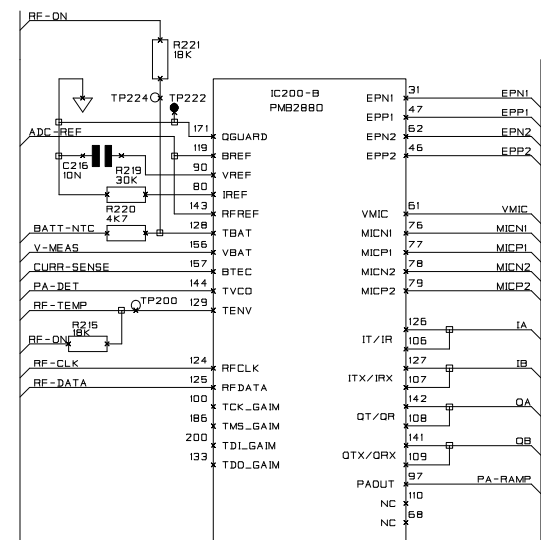 RF-ON
R221
18K
IC200-B
PMB2880
TP224 TP222
31 EPN1 EPN1
47 EPP1 EPP1
ADC-REF 171 QGUARD 62 EPN2 EPN2
119 BREF 46 EPP2 EPP2
C216
10N
90 VREF
R219
30K
80 IREF
R220
4K7
143 RFREF 61 VMIC VMIC
BATT-NTC 128 TBAT 76 MICN1 MICN1
V-MEAS 156 VBAT 77 MICP1 MICP1
CURR-SENSE 157 BTEC 78 MICN2 MICN2
PA-DET 144 TVCO 79 MICP2 MICP2
RF-TEMP TP200 129 TENV
126 IT/IR IA
106
R215
18K
RF-ON
RF-CLK 124 RFCLK 127 ITX/IRX IB
RF-DATA 125 RFDATA 107
100 TCK_GAIM 142 QT/QR QA
186 TMS_GAIM 108
200 TDI_GAIM 141 QTX/QRX QB
133 TDO_GAIM 109
97 PAOUT PA-RAMP
110 NC
68 NC